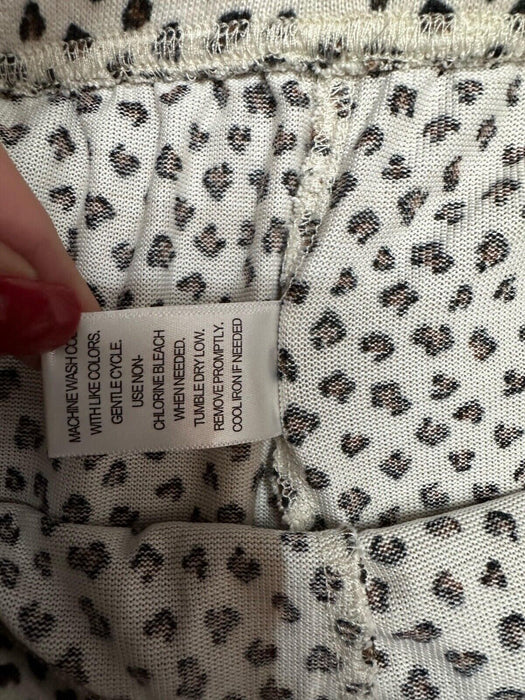 MACHINE WASH
WITH LIKE COLORS.
GENTLE CYCLE.
USE NON-
CHLORINE BLEACH
WHEN NEEDED.
TUMBLE DRY LOW.
REMOVE PROMPTLY.
COOL IRON IF NEEDED